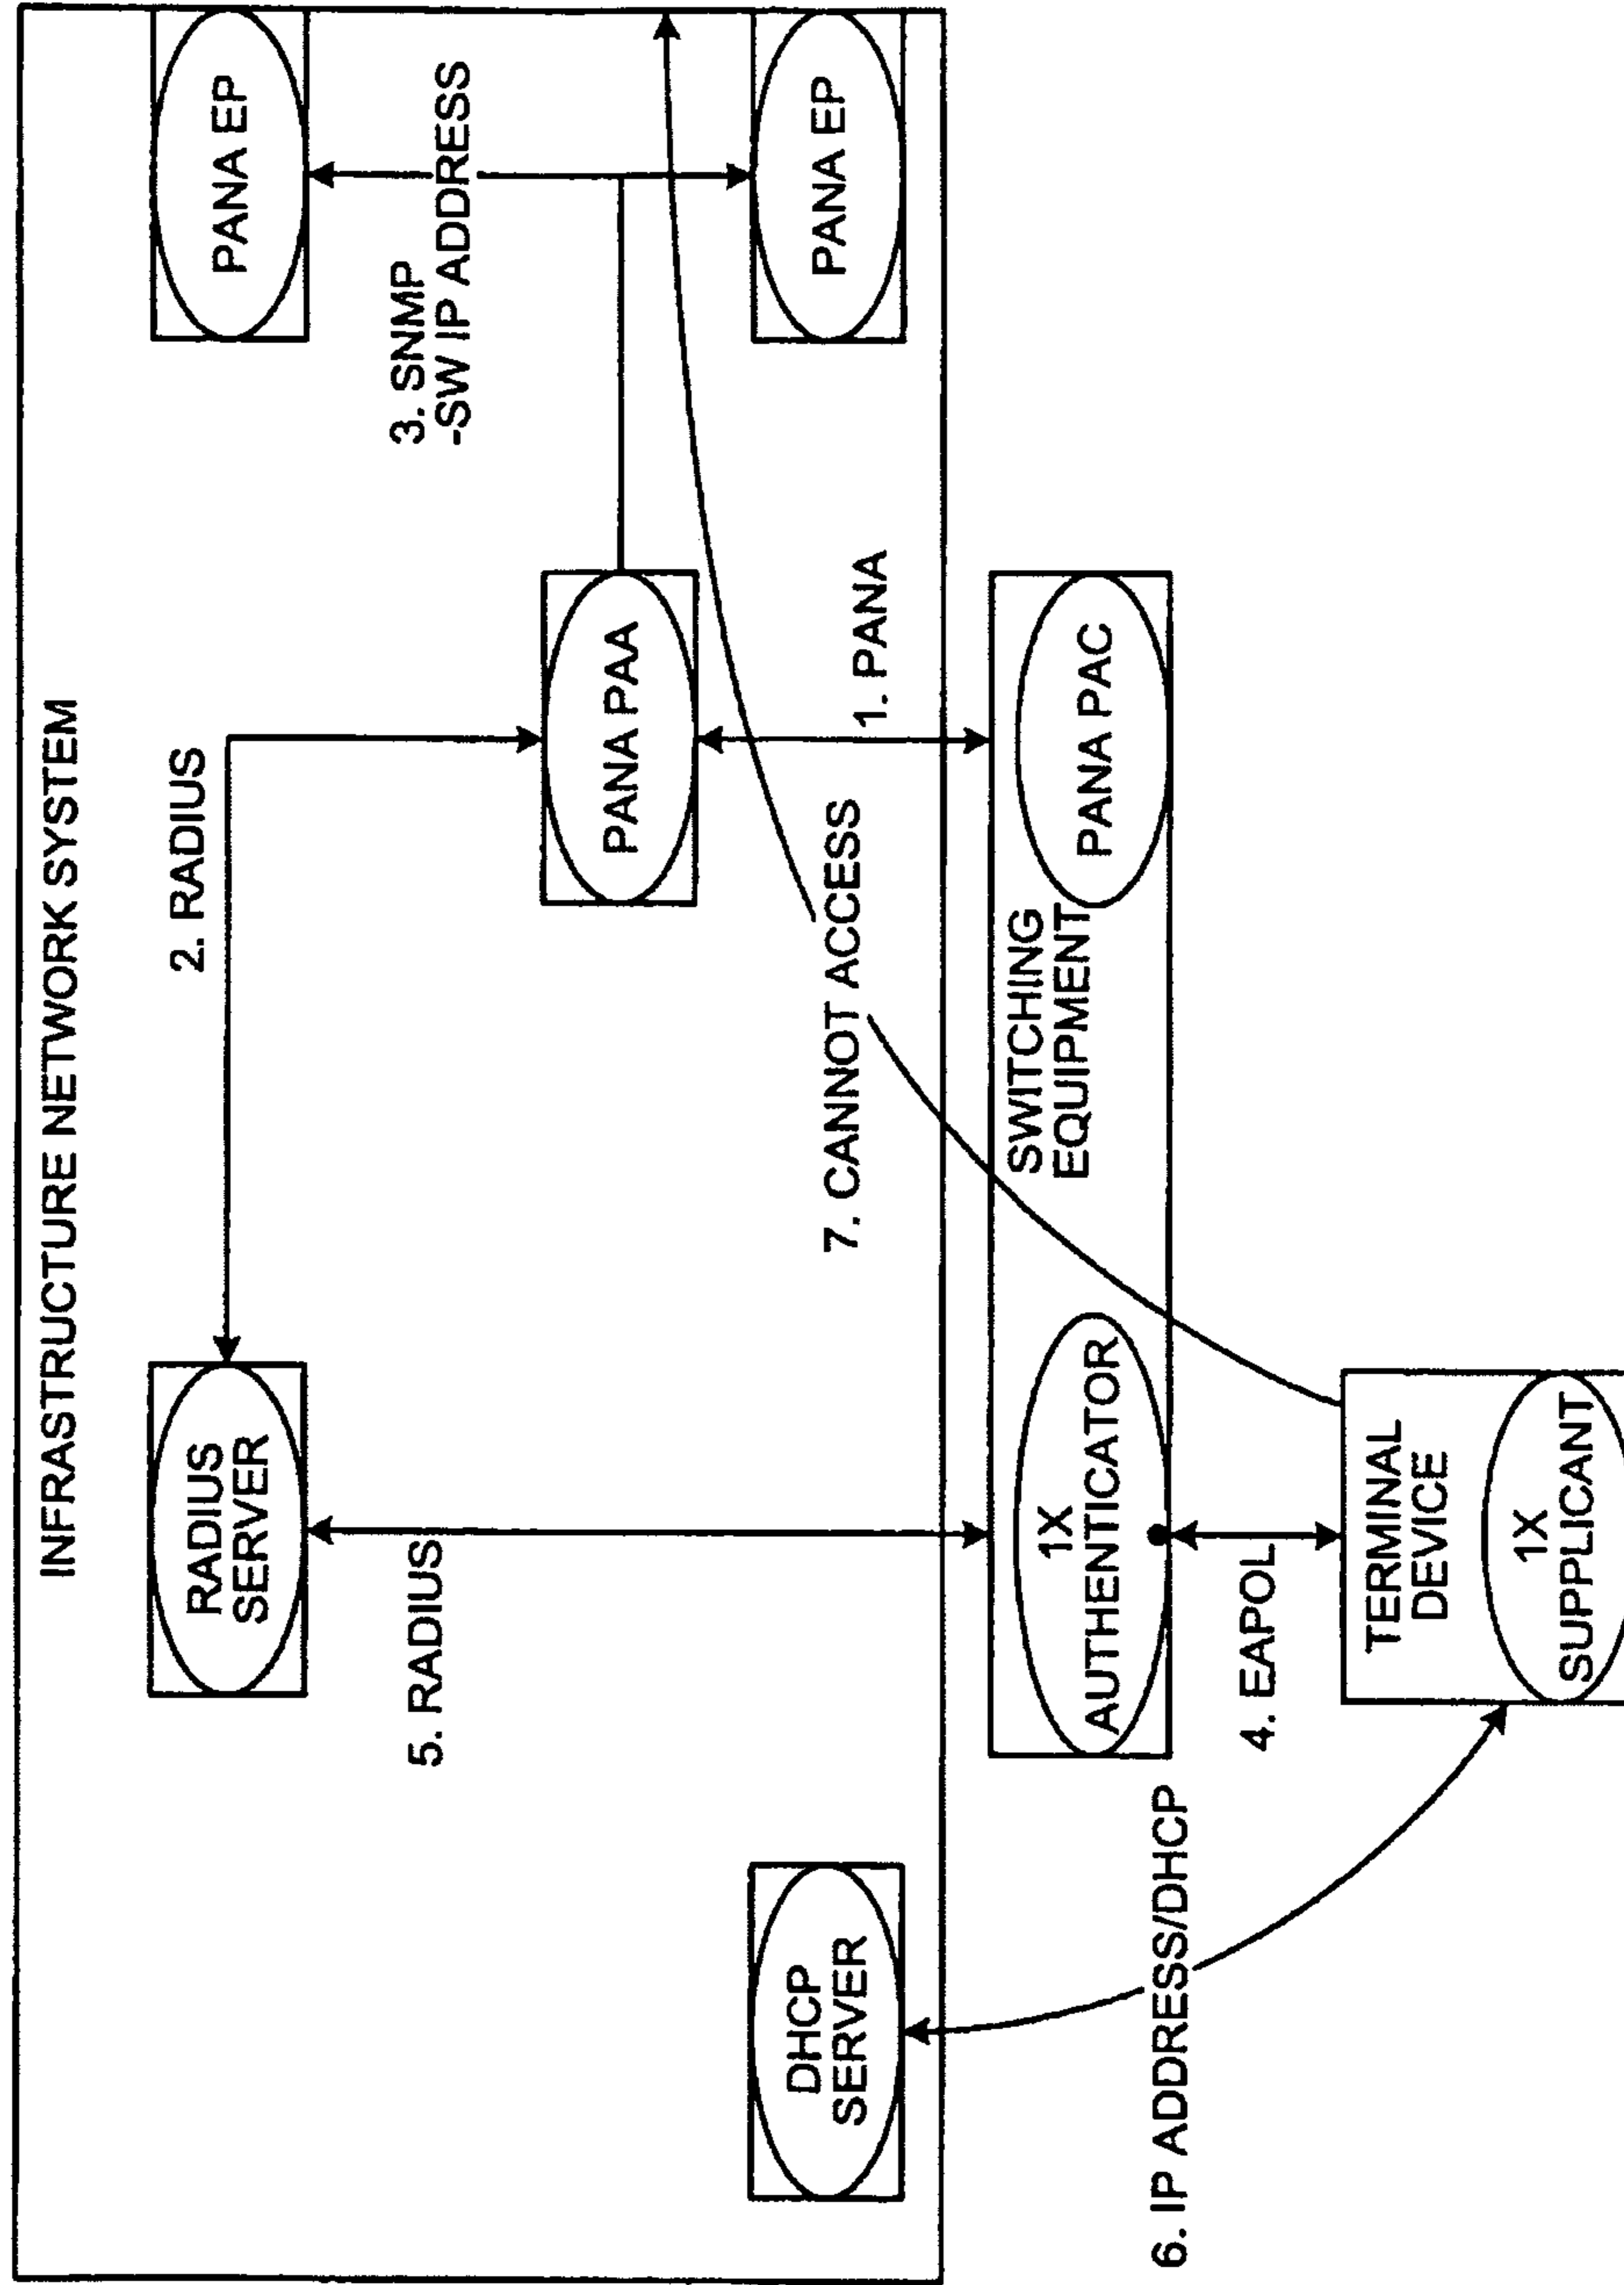 INFRASTRUCTURE NETWORK SYSTEM
2. RADIUS
RADIUS
SERVER
PANA EP
3. SNMP
-SW IP ADDRESS
5. RADIUS
PANA PAA
DHCP
SERVER
7. CANNOT ACCESS
1. PANA
PANA EP
1X
AUTHENTICATOR
SWITCHING
EQUIPMENT
PANA PAC
6. IP ADDRESS/DHCP
4. EAPOL
TERMINAL
DEVICE
1X
SUPPLICANT